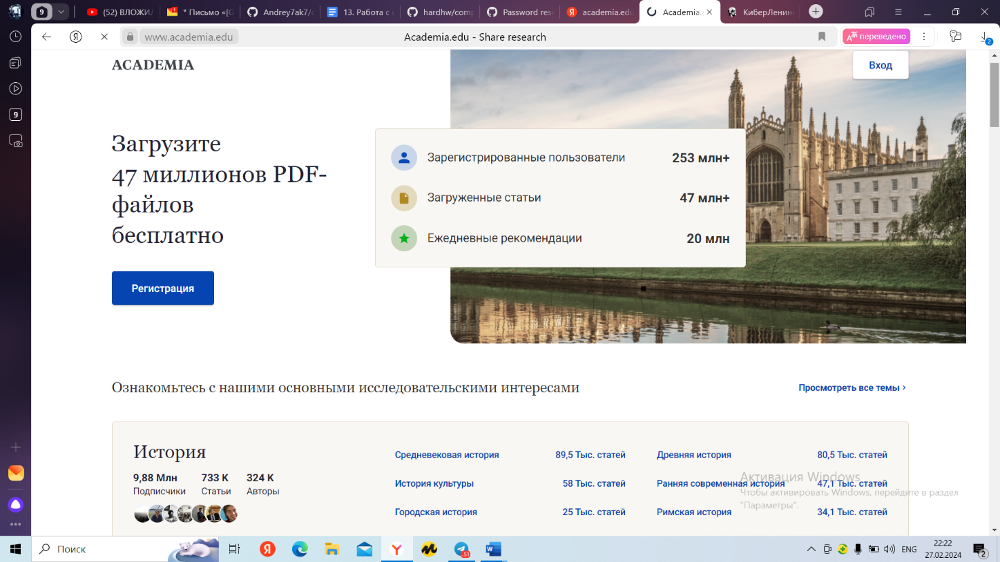 9
(52) ВЛОЖИ
* Письмо «[G
Andrey7ak7/c
13. Работа с
hardhw/com
Password res
academia.edu
Academia.
КиберЛенин
www.academia.edu
Academia.edu - Share research
переведено
2
9
ACADEMIA
Вход
Загрузите
47 миллионов PDF-
файлов
бесплатно
Регистрация
Зарегистрированные пользователи 253 млн+
Загруженные статьи 47 млн+
Ежедневные рекомендации 20 млн
Ознакомьтесь с нашими основными исследовательскими интересами
Просмотреть все темы ›
История
9,88 Млн 733 K 324 K
Подписчики Статьи Авторы
Средневековая история 89,5 Тыс. статей Древняя история 80,5 Тыс. статей
История культуры 58 Тыс. статей Ранняя современная история 47,1 Тыс. статей
Городская история 25 Тыс. статей Римская история 34,1 Тыс. статей
Активация Windows
Чтобы активировать Windows, перейдите в раздел
"Параметры".
Поиск
51
ENG
22:22
27.02.2024
2